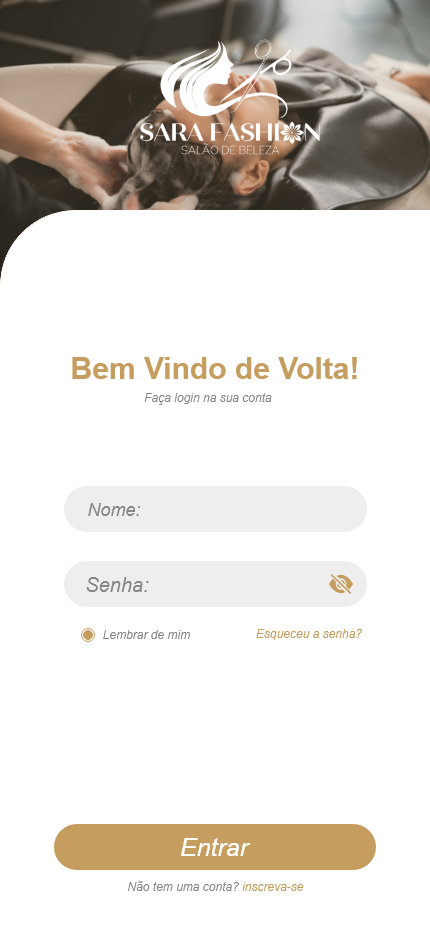 SARA FASHION
SALÃO DE BELEZA
Bem Vindo de Volta!
Faça login na sua conta
Nome:
Senha:
Lembrar de mim
Esqueceu a senha?
Entrar
Não tem uma conta? inscreva-se